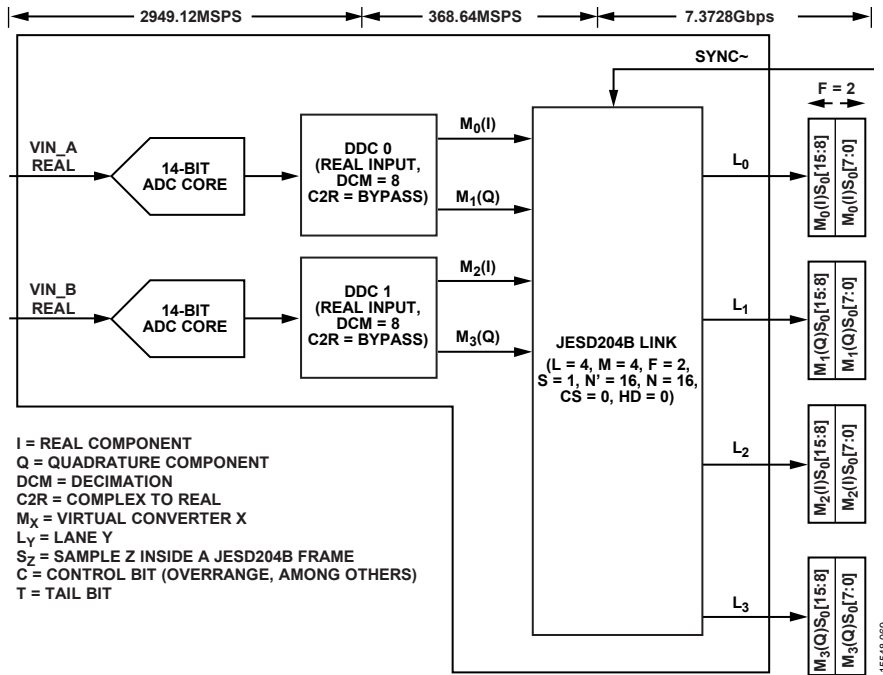 2949.12MSPS
368.64MSPS
7.3728Gbps
SYNC~
F = 2
VIN_A
REAL
14-BIT
ADC CORE
DDC 0
(REAL INPUT,
DCM = 8
C2R = BYPASS)
M0(I)
M1(Q)
VIN_B
REAL
14-BIT
ADC CORE
DDC 1
(REAL INPUT,
DCM = 8
C2R = BYPASS)
M2(I)
M3(Q)
JESD204B LINK
(L = 4, M = 4, F = 2,
S = 1, N' = 16, N = 16,
CS = 0, HD = 0)
L0
M0(I)S0[15:8]
M0(I)S0[7:0]
L1
M1(Q)S0[15:8]
M1(Q)S0[7:0]
L2
M2(I)S0[15:8]
M2(I)S0[7:0]
L3
M3(Q)S0[15:8]
M3(Q)S0[7:0]
I = REAL COMPONENT
Q = QUADRATURE COMPONENT
DCM = DECIMATION
C2R = COMPLEX TO REAL
MX = VIRTUAL CONVERTER X
LY = LANE Y
SZ = SAMPLE Z INSIDE A JESD204B FRAME
C = CONTROL BIT (OVERRANGE, AMONG OTHERS)
T = TAIL BIT